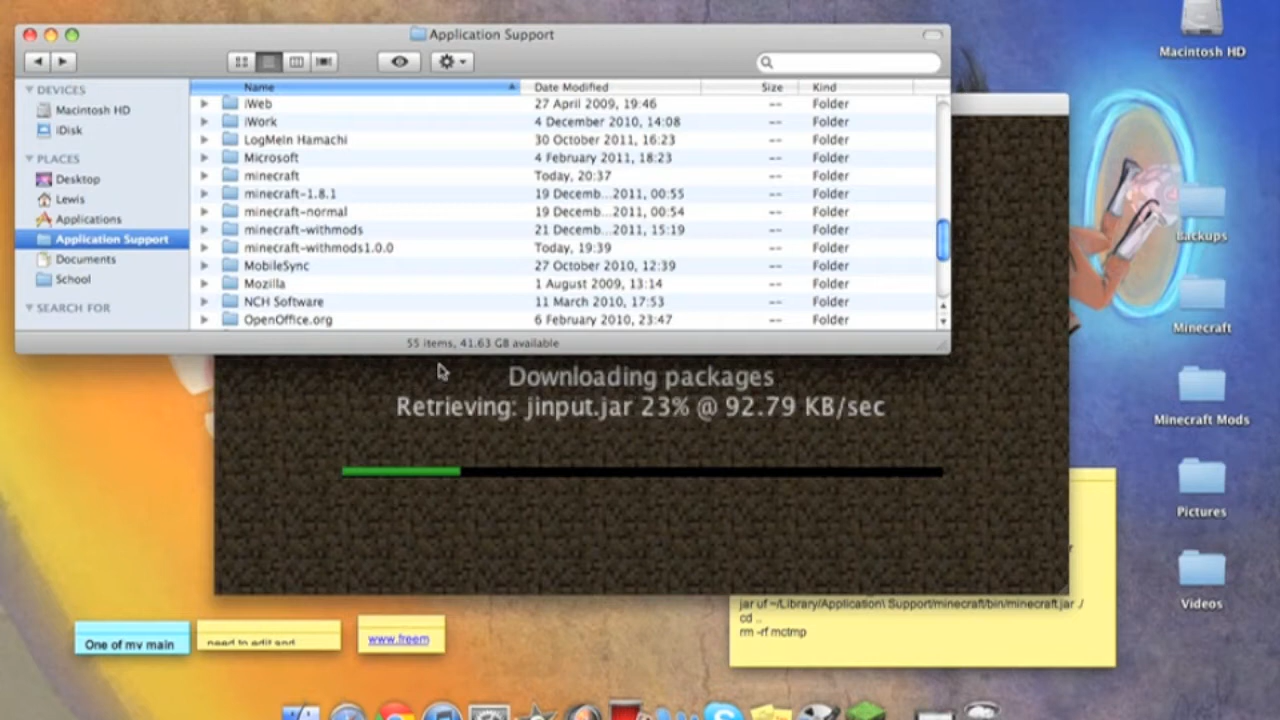 Application Support
Name Date Modified Size Kind
DEVICES
Macintosh HD
iDisk
PLACES
Desktop
Lewis
Applications
Application Support
Documents
School
SEARCH FOR
iWeb 27 April 2009, 19:46 -- Folder
iWork 4 December 2010, 14:08 -- Folder
LogMeIn Hamachi 30 October 2011, 16:23 -- Folder
Microsoft 4 February 2011, 18:23 -- Folder
minecraft Today, 20:37 -- Folder
minecraft-1.8.1 19 Decemb...2011, 00:55 -- Folder
minecraft-normal 19 Decemb...2011, 00:54 -- Folder
minecraft-withmods 21 Decemb...2011, 15:19 -- Folder
minecraft-withmods1.0.0 Today, 19:39 -- Folder
MobileSync 27 October 2010, 12:39 -- Folder
Mozilla 1 August 2009, 13:14 -- Folder
NCH Software 11 March 2010, 17:53 -- Folder
OpenOffice.org 6 February 2010, 23:47 -- Folder
55 items, 41.63 GB available
Downloading packages
Retrieving: jinput.jar 23% @ 92.79 KB/sec
Macintosh HD
Backups
Minecraft
Minecraft Mods
Pictures
Videos
jar uf ~/Library/Application\ Support/minecraft/bin/minecraft.jar ./
cd ..
rm -rf mctmp
One of my main
need to edit and
www.freem